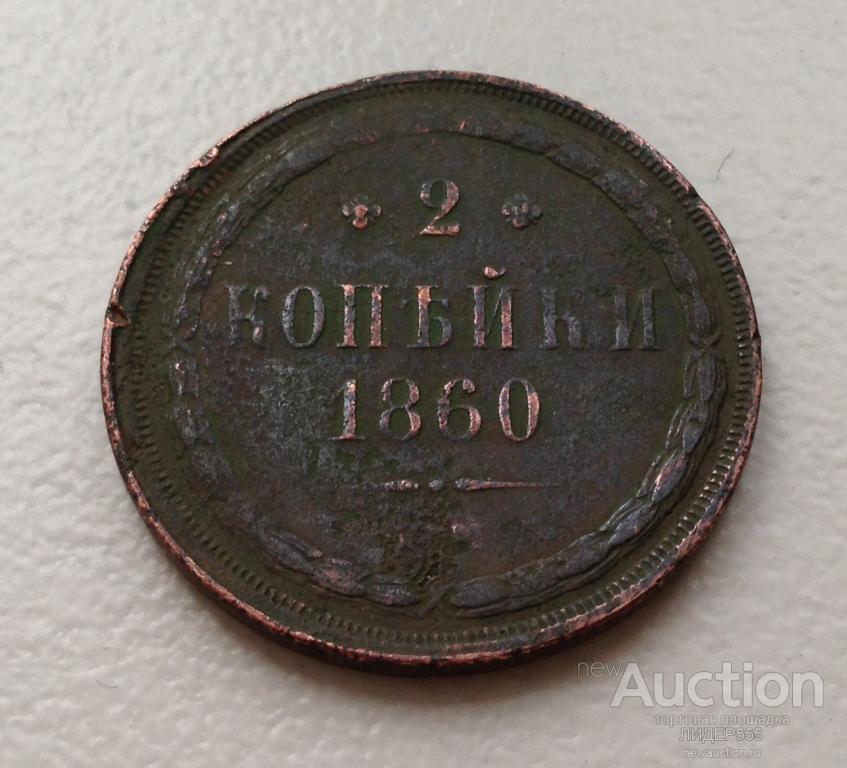 2
КОПѢЙКИ
1860
newAuction
торговая площадка
ЛИДЕР555
newauction.ru